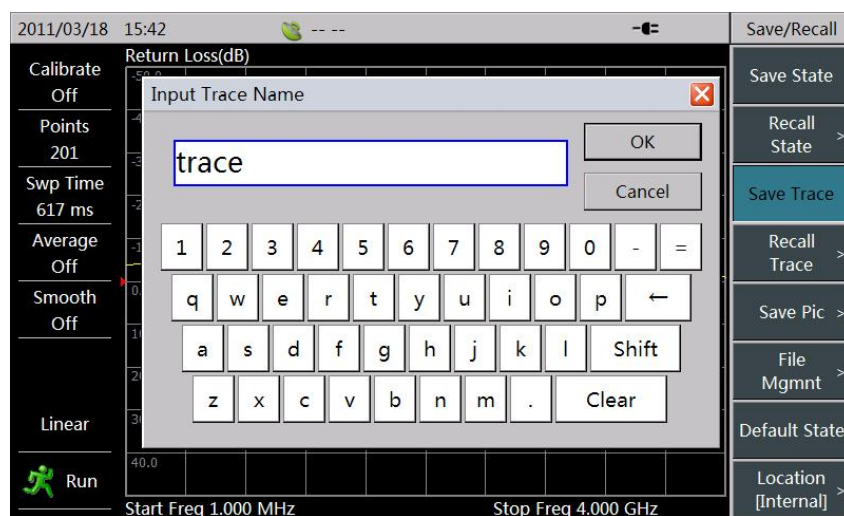 2011/03/18 15:42 -- -- Save/Recall
Calibrate
Off
Points
201
Swp Time
617 ms
Average
Off
Smooth
Off
Linear
Run
Return Loss(dB)
Input Trace Name
trace
OK
Cancel
1 2 3 4 5 6 7 8 9 0 - =
q w e r t y u i o p ←
a s d f g h j k l Shift
z x c v b n m . Clear
40.0
Start Freq 1.000 MHz Stop Freq 4.000 GHz
Save State
Recall >
State
Save Trace
Recall >
Trace
Save Pic >
File >
Mgmnt
Default State
Location >
[Internal]